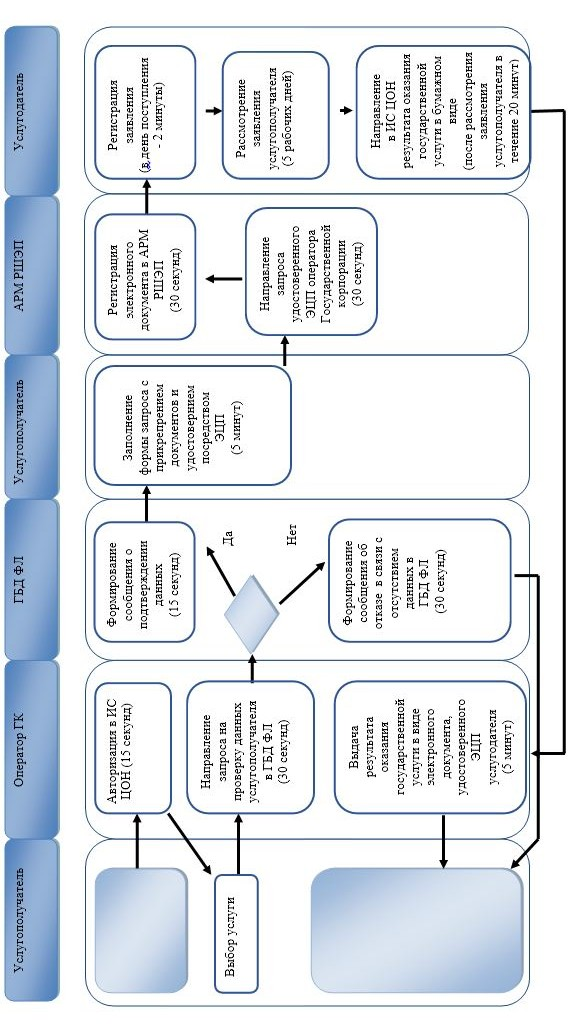 Услугополучатель
Оператор ГК
ГБД ФЛ
Услугополучатель
АРМ РШЭП
Услугодатель
Авторизация в ИС
ЦОН (15 секунд)
Выбор услуги
Направление
запроса на
проверку данных
услугополучателя
в ГБД ФЛ
(30 секунд)
Выдача
результата
оказания
государственной
услуги в виде
электронного
документа,
удостоверенного
ЭЦП
услугодателя
(5 минут)
Формирование
сообщения о
подтверждении
данных
(15 секунд)
Да
Нет
Формирование
сообщения об
отказе в связи с
отсутствием
данных в
ГБД ФЛ
(30 секунд)
Заполнение
формы запроса с
прикрепрением
документов и
удостовернием
посредством
ЭЦП
(5 минут)
Регистрация
электронного
документа в АРМ
РШЭП
(30 секунд)
Направление
запроса
удостоверенного
ЭЦП оператора
Государственной
корпорации
(30 секунд)
Регистрация
заявления
(в день поступления
- 2 минуты)
Рассмотрение
заявления
услугополучателя
(5 рабочих дней)
Направление
в ИС ЦОН
результата оказания
государственной
услуги в бумажном
виде
(после рассмотрения
заявления
услугополучателя в
течение 20 минут)